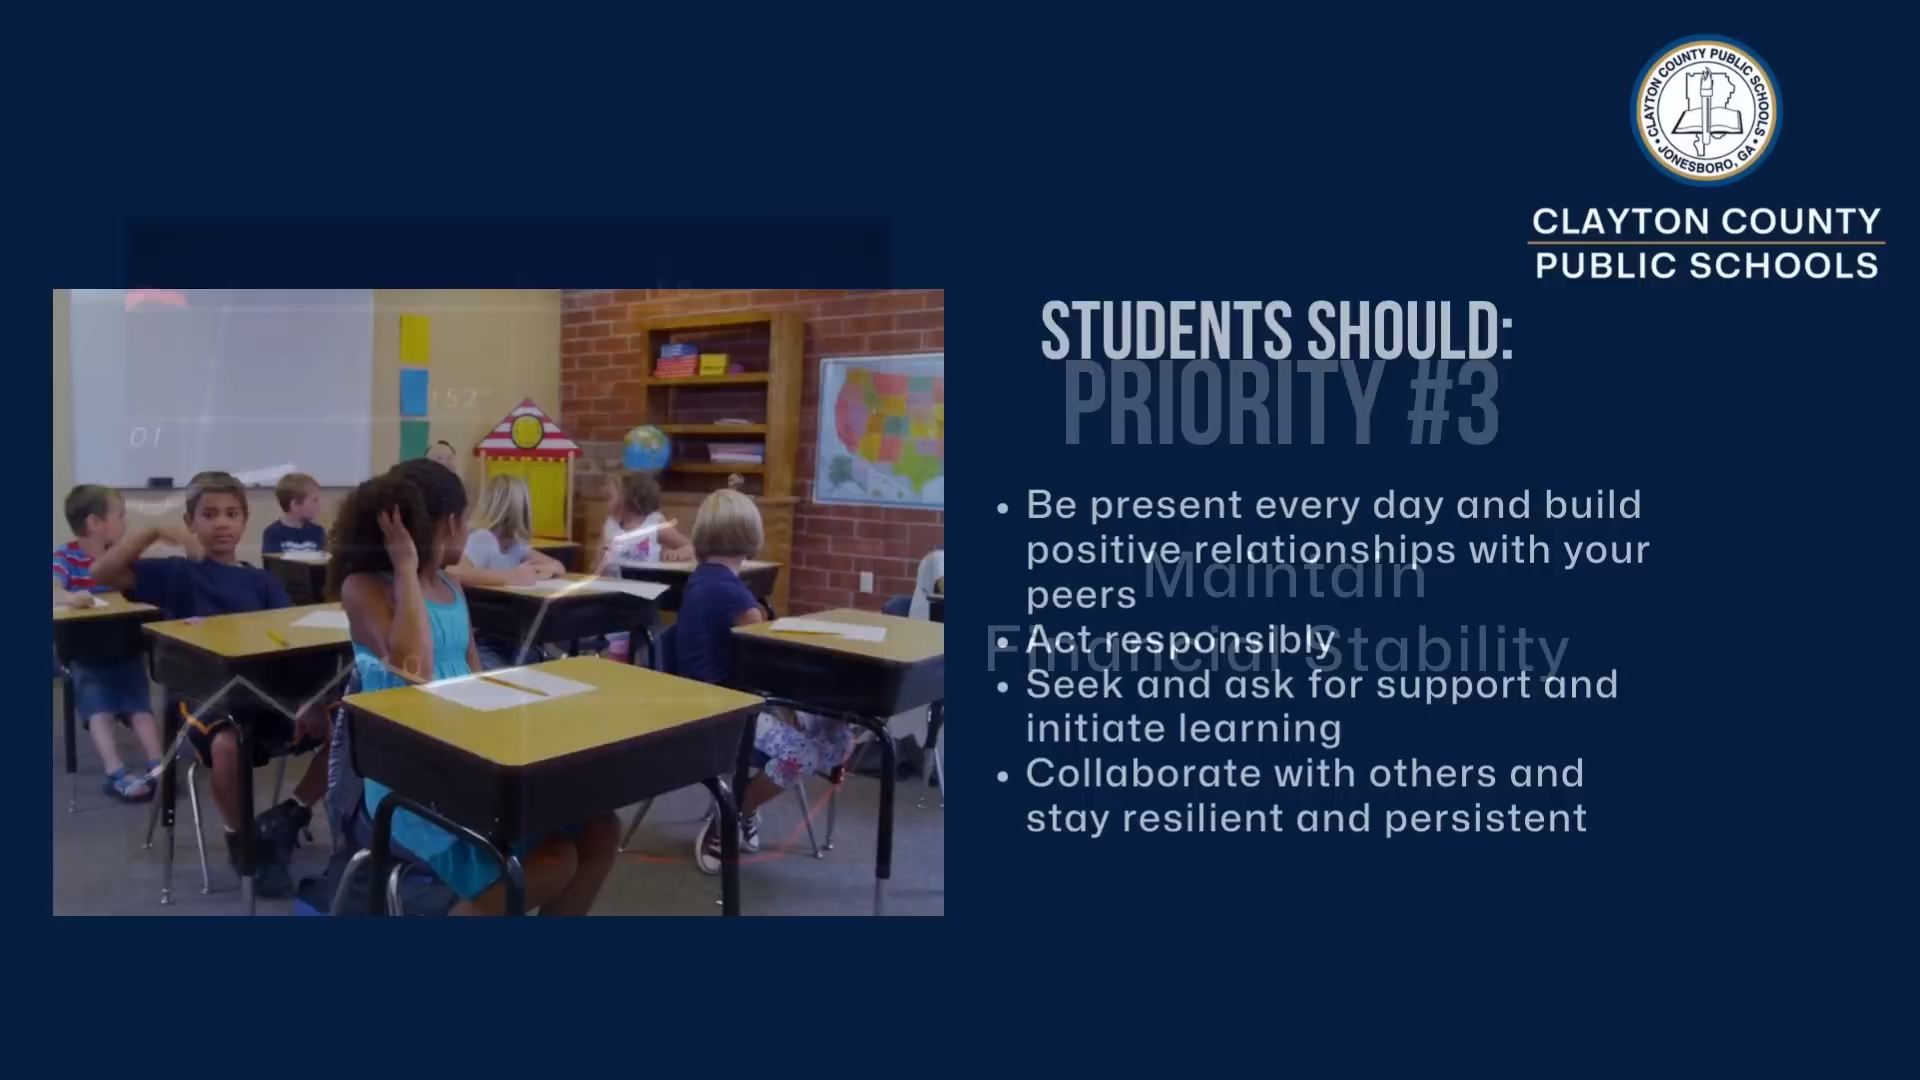 CLAYTON COUNTY PUBLIC SCHOOLS
JONESBORO, GA
CLAYTON COUNTY
PUBLIC SCHOOLS
STUDENTS SHOULD:
PRIORITY #3
• Be present every day and build
positive relationships with your
peers
Maintain
• Act responsibly
Financial Stability
• Seek and ask for support and
initiate learning
• Collaborate with others and
stay resilient and persistent
152
01